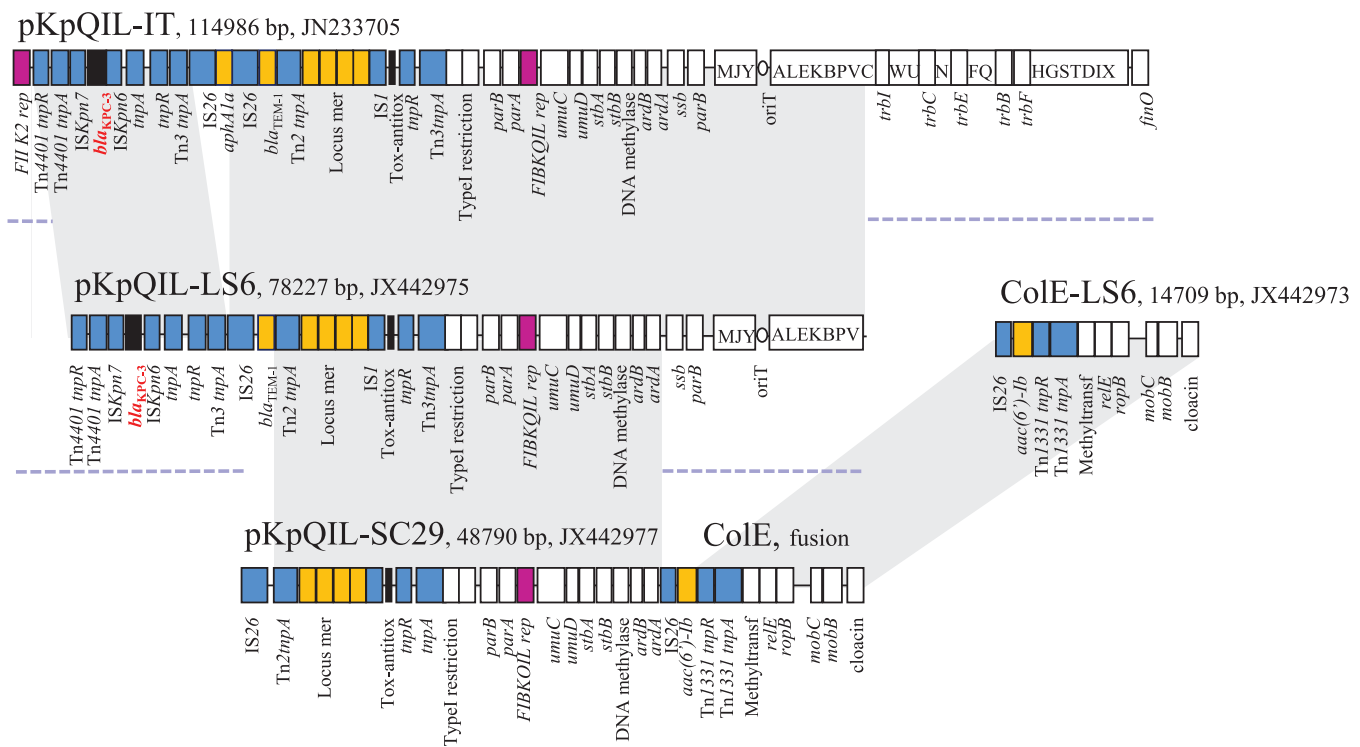 pKpQIL-IT, 114986 bp, JN233705
MJY
ALEKBPVC
WU
N
FQ
HGSTDIX
FII K2 rep
Tn4401 tnpR
Tn4401 tnpA
ISKpn7
blaKPC-3
ISKpn6
tnpA
tnpR
Tn3 tnpA
IS26
aphAIa
IS26
blaTEM-1
Tn2 tnpA
Locus mer
IS1
Tox-antitox
tnpR
Tn3tnpA
TypeI restriction
parB
parA
FIBKQIL rep
umuC
umuD
stbA
stbB
DNA methylase
ardB
ardA
ssb
parB
oriT
trbI
trbC
trbE
trbB
trbF
finO
pKpQIL-LS6, 78227 bp, JX442975
MJY
ALEKBPV
Tn4401 tnpR
Tn4401 tnpA
ISKpn7
blaKPC-3
ISKpn6
tnpA
tnpR
Tn3 tnpA
IS26
blaTEM-1
Tn2 tnpA
Locus mer
IS1
Tox-antitox
tnpR
Tn3tnpA
TypeI restriction
parB
parA
FIBKQIL rep
umuC
umuD
stbA
stbB
DNA methylase
ardB
ardA
ssb
parB
oriT
ColE-LS6, 14709 bp, JX442973
IS26
aac(6')-Ib
Tn1331 tnpR
Tn1331 tnpA
Methyltransf
relE
ropB
mobC
mobB
cloacin
pKpQIL-SC29, 48790 bp, JX442977
ColE, fusion
IS26
Tn2tnpA
Locus mer
Tox-antitox
tnpR
tnpA
TypeI restriction
parB
parA
FIBKOIL rep
umuC
umuD
stbA
stbB
DNA methylase
ardB
ardA
IS26
aac(6')-Ib
Tn1331 tnpR
Tn1331 tnpA
Methyltransf
relE
ropB
mobC
mobB
cloacin